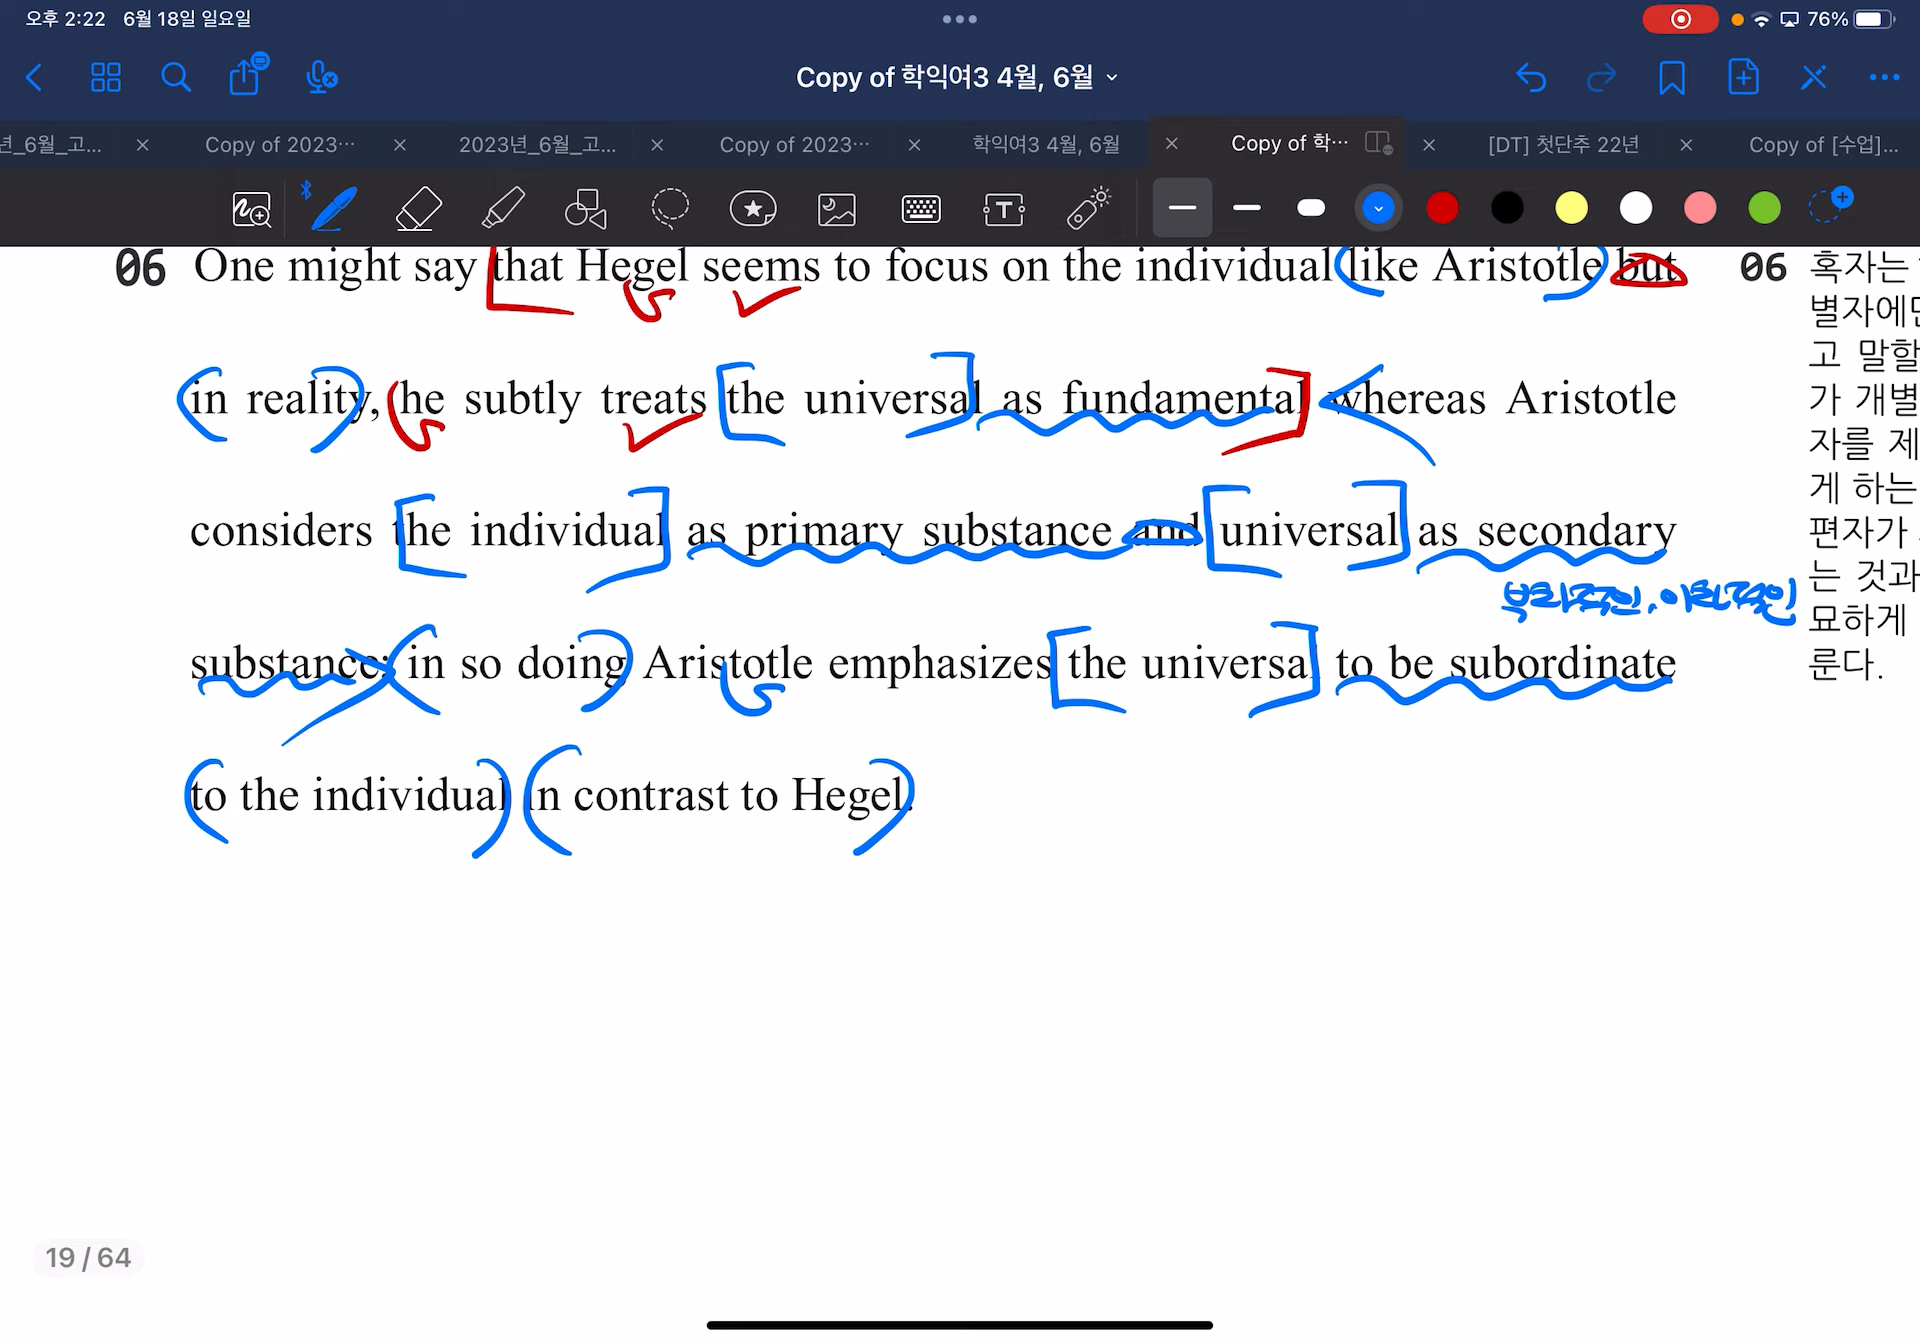 오후 2:22 6월 18일 일요일
76%
Copy of 학익여3 4월, 6월
년_6월_고...
Copy of 2023...
2023년_6월_고...
Copy of 2023...
학익여3 4월, 6월
Copy of 학...
[DT] 첫단추 22년
Copy of [수업]...
06 One might say that Hegel seems to focus on the individual like Aristotle but
in reality, he subtly treats the universal as fundamental whereas Aristotle
considers the individual as primary substance and universal as secondary
substance; in so doing Aristotle emphasizes the universal to be subordinate
to the individual in contrast to Hegel.
06 혹자는
별자에만
고 말할
가 개별
자를 제
게 하는
편자가
는 것과
묘하게
룬다.
부차적인, 이차적인
19 / 64